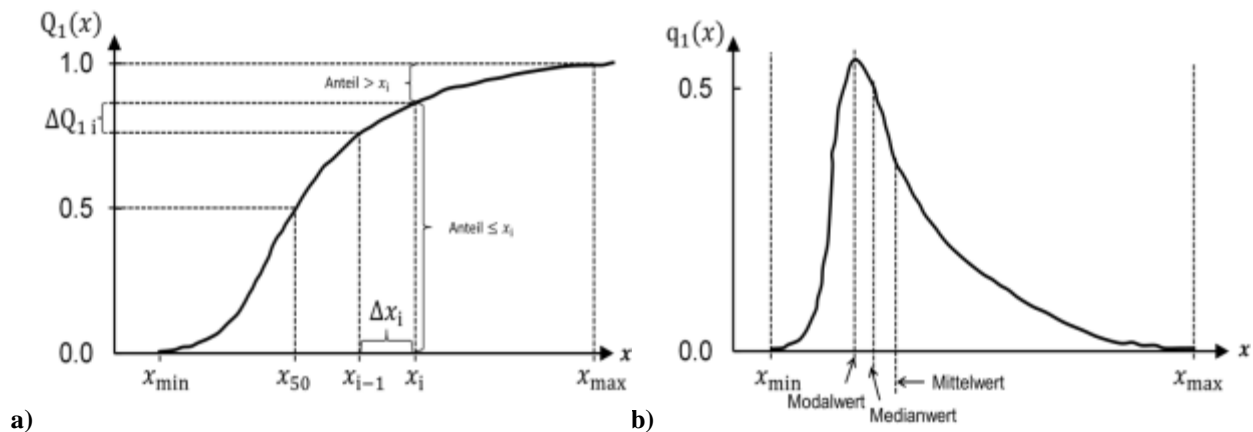 Q₁(x)
1.0
Anteil > xᵢ
ΔQ₁ ᵢ
0.5
Anteil ≤ xᵢ
Δxᵢ
0.0
x
xₘᵢₙ
x₅₀
xᵢ₋₁
xᵢ
xₘₐₓ
a)
q₁(x)
0.5
0.0
x
xₘᵢₙ
Modalwert
Medianwert
Mittelwert
xₘₐₓ
b)